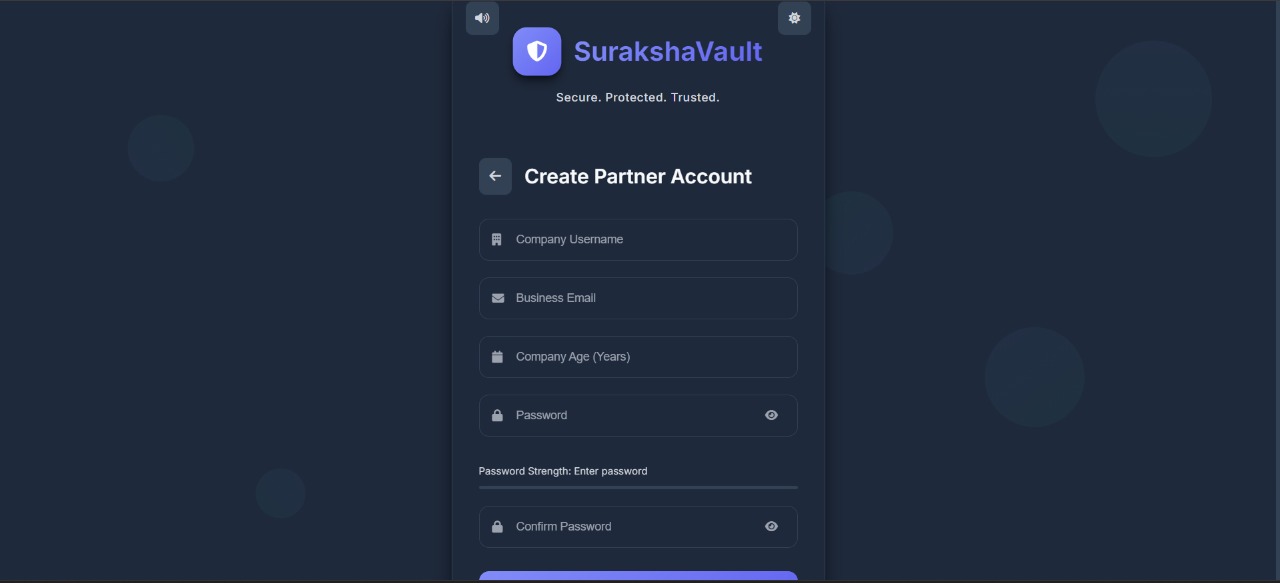 SurakshaVault
Secure. Protected. Trusted.
Create Partner Account
Company Username
Business Email
Company Age (Years)
Password
Password Strength: Enter password
Confirm Password